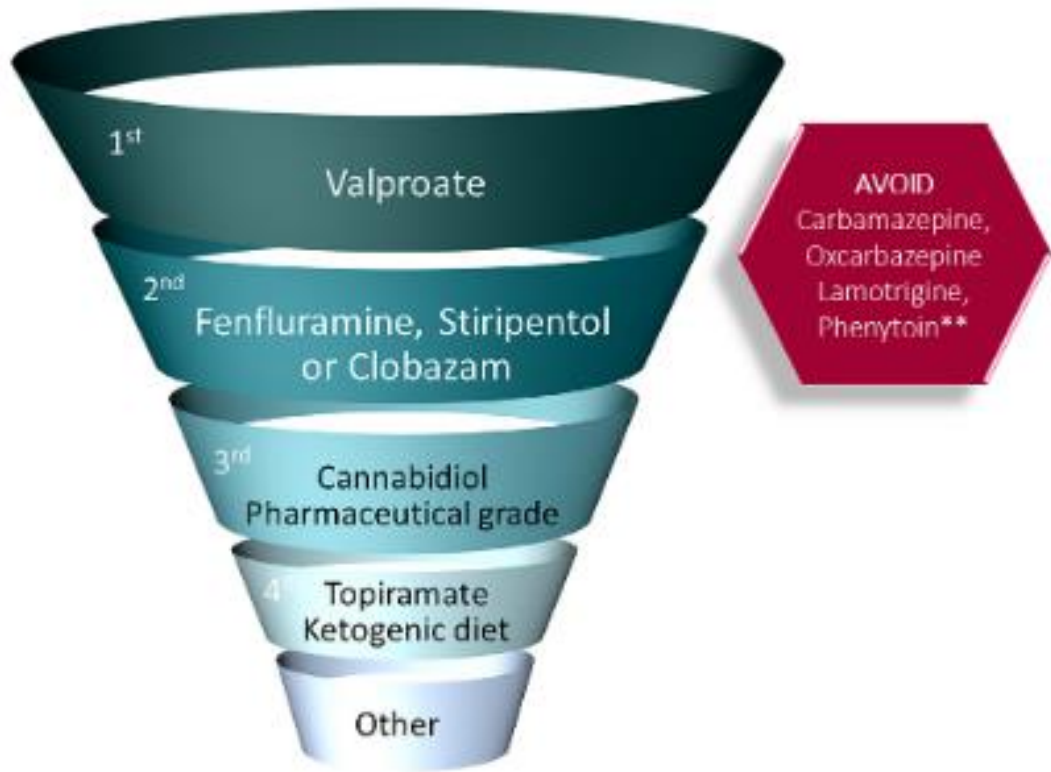 1st
Valproate
2nd
Fenfluramine, Stiripentol
or Clobazam
3rd
Cannabidiol
Pharmaceutical grade
4
Topiramate
Ketogenic diet
Other
AVOID
Carbamazepine,
Oxcarbazepine
Lamotrigine,
Phenytoin**